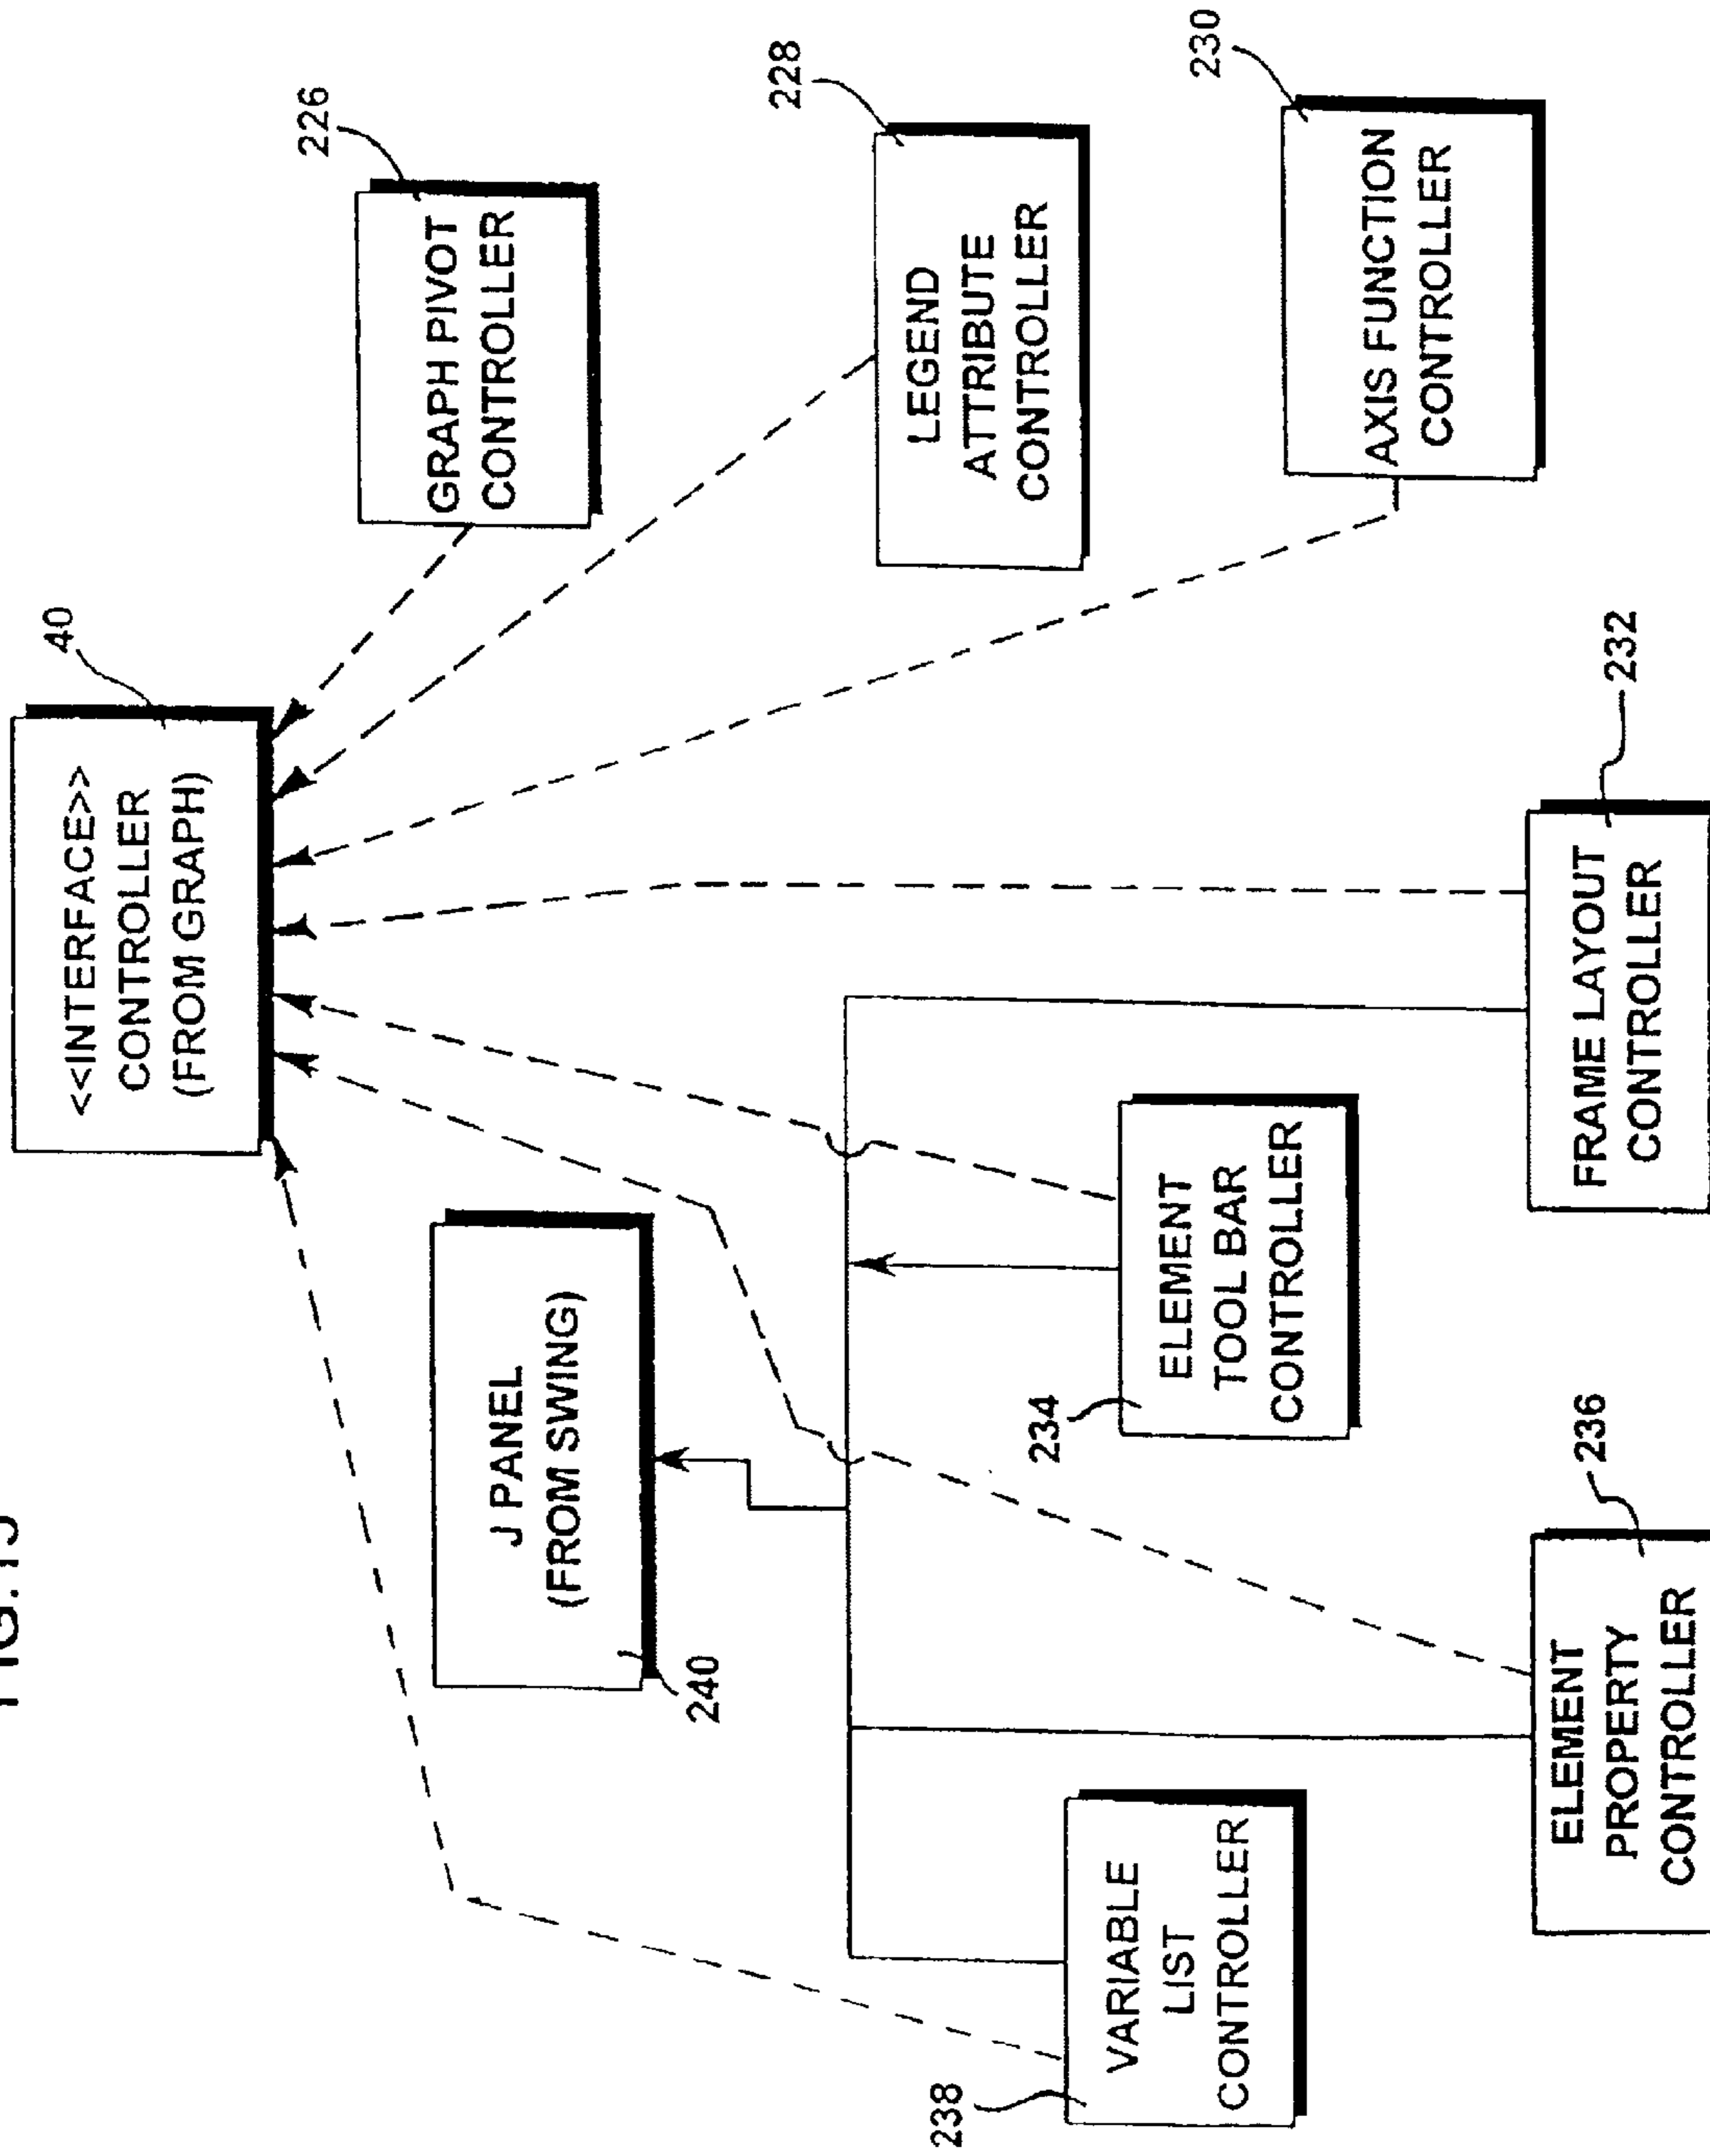 <<INTERFACE>>
CONTROLLER
(FROM GRAPH)
40
226
GRAPH PIVOT
CONTROLLER
J PANEL
(FROM SWING)
240
228
LEGEND
ATTRIBUTE
CONTROLLER
238
VARIABLE
LIST
CONTROLLER
234
ELEMENT
TOOL BAR
CONTROLLER
230
AXIS FUNCTION
CONTROLLER
236
ELEMENT
PROPERTY
CONTROLLER
232
FRAME LAYOUT
CONTROLLER